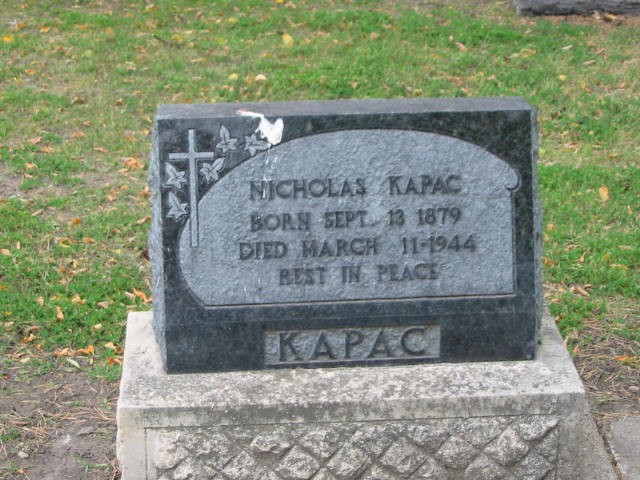 NICHOLAS KAPAC
BORN SEPT. 13 1879
DIED MARCH 11-1944
REST IN PEACE
KAPAC